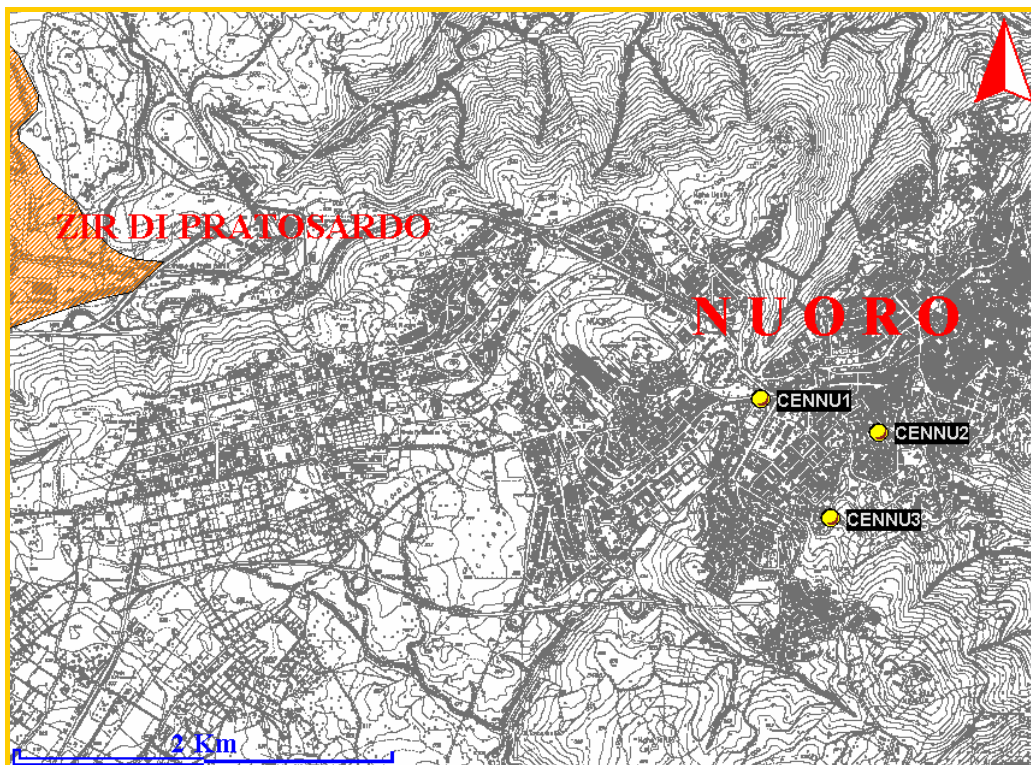 ZIR DI PRATOSARDO
N U O R O
CENNU1
CENNU2
CENNU3
2 Km